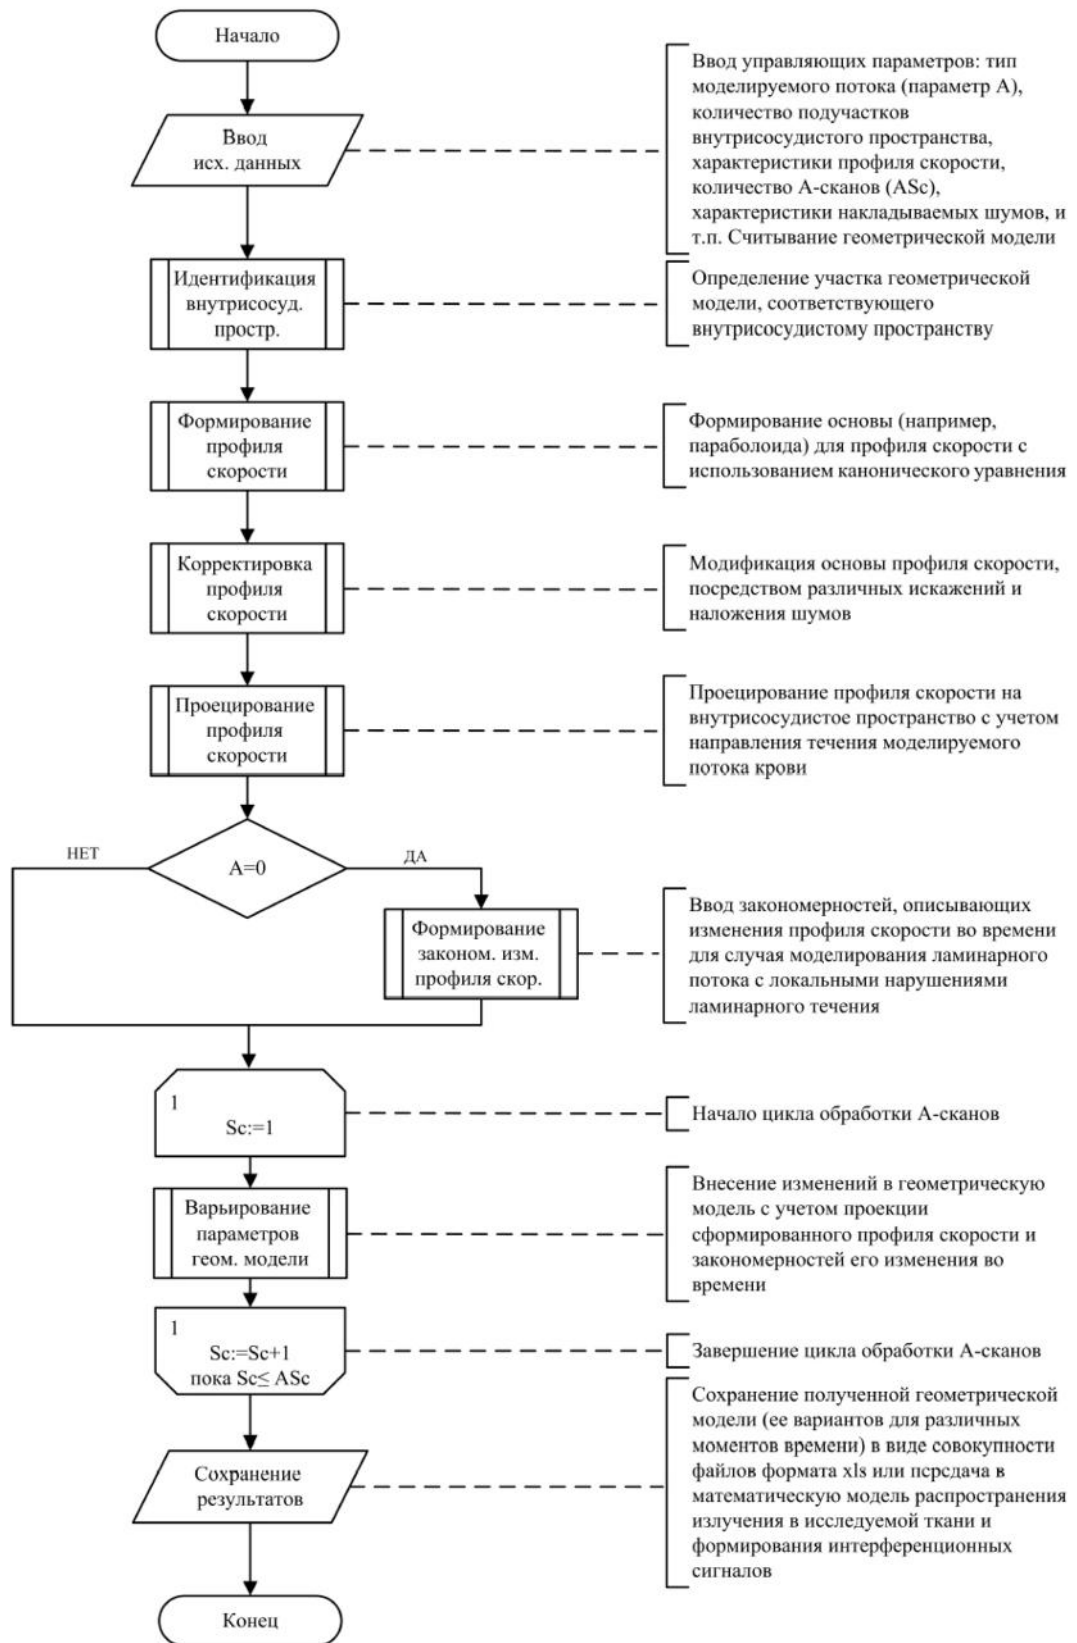 Начало
Ввод
исх. данных
Ввод управляющих параметров: тип
моделируемого потока (параметр А),
количество подучастков
внутрисосудистого пространства,
характеристики профиля скорости,
количество А-сканов (ASc),
характеристики накладываемых шумов, и
т.п. Считывание геометрической модели
Идентификация
внутрисосуд.
простр.
Определение участка геометрической
модели, соответствующего
внутрисосудистому пространству
Формирование
профиля
скорости
Формирование основы (например,
параболоида) для профиля скорости с
использованием канонического уравнения
Корректировка
профиля
скорости
Модификация основы профиля скорости,
посредством различных искажений и
наложения шумов
Проецирование
профиля
скорости
Проецирование профиля скорости на
внутрисосудистое пространство с учетом
направления течения моделируемого
потока крови
НЕТ
А=0
ДА
Формирование
законом. изм.
профиля скор.
Ввод закономерностей, описывающих
изменения профиля скорости во времени
для случая моделирования ламинарного
потока с локальными нарушениями
ламинарного течения
1
Sc:=1
Начало цикла обработки А-сканов
Варьирование
параметров
геом. модели
Внесение изменений в геометрическую
модель с учетом проекции
сформированного профиля скорости и
закономерностей его изменения во
времени
1
Sc:=Sc+1
пока Sc≤ ASc
Завершение цикла обработки А-сканов
Сохранение
результатов
Сохранение полученной геометрической
модели (ее вариантов для различных
моментов времени) в виде совокупности
файлов формата xls или передача в
математическую модель распространения
излучения в исследуемой ткани и
формирования интерференционных
сигналов
Конец